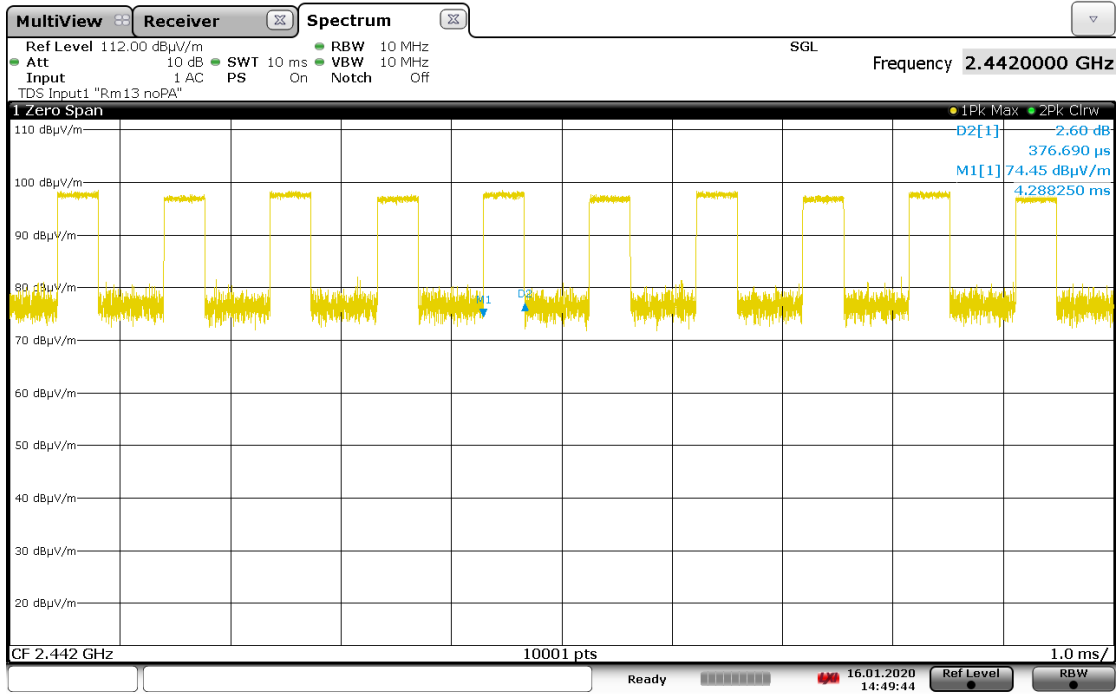 MultiView Receiver Spectrum
Ref Level 112.00 dBµV/m RBW 10 MHz SGL
Att 10 dB SWT 10 ms VBW 10 MHz Frequency 2.4420000 GHz
Input 1 AC PS On Notch Off
TDS Input1 "Rm13 noPA"
1 Zero Span 1Pk Max 2Pk Clrw
110 dBµV/m D2[1] 2.60 dB
376.690 µs
M1[1] 74.45 dBµV/m
100 dBµV/m 4.288250 ms
90 dBµV/m
80 dBµV/m
M1 D2
70 dBµV/m
60 dBµV/m
50 dBµV/m
40 dBµV/m
30 dBµV/m
20 dBµV/m
CF 2.442 GHz 10001 pts 1.0 ms/
Ready LXI 16.01.2020 Ref Level RBW
14:49:44